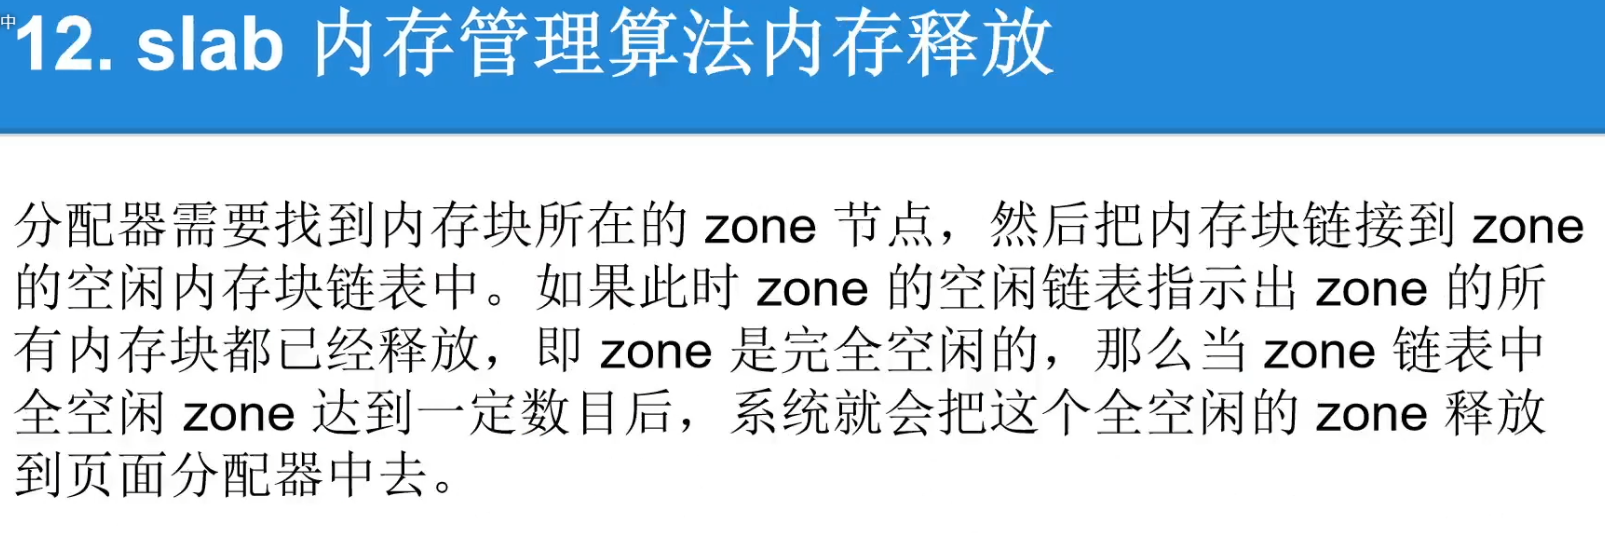 中
12. slab 内存管理算法内存释放
分配器需要找到内存块所在的 zone 节点，然后把内存块链接到 zone
的空闲内存块链表中。如果此时 zone 的空闲链表指示出 zone 的所
有内存块都已经释放，即 zone 是完全空闲的，那么当 zone 链表中
全空闲 zone 达到一定数目后，系统就会把这个全空闲的 zone 释放
到页面分配器中去。